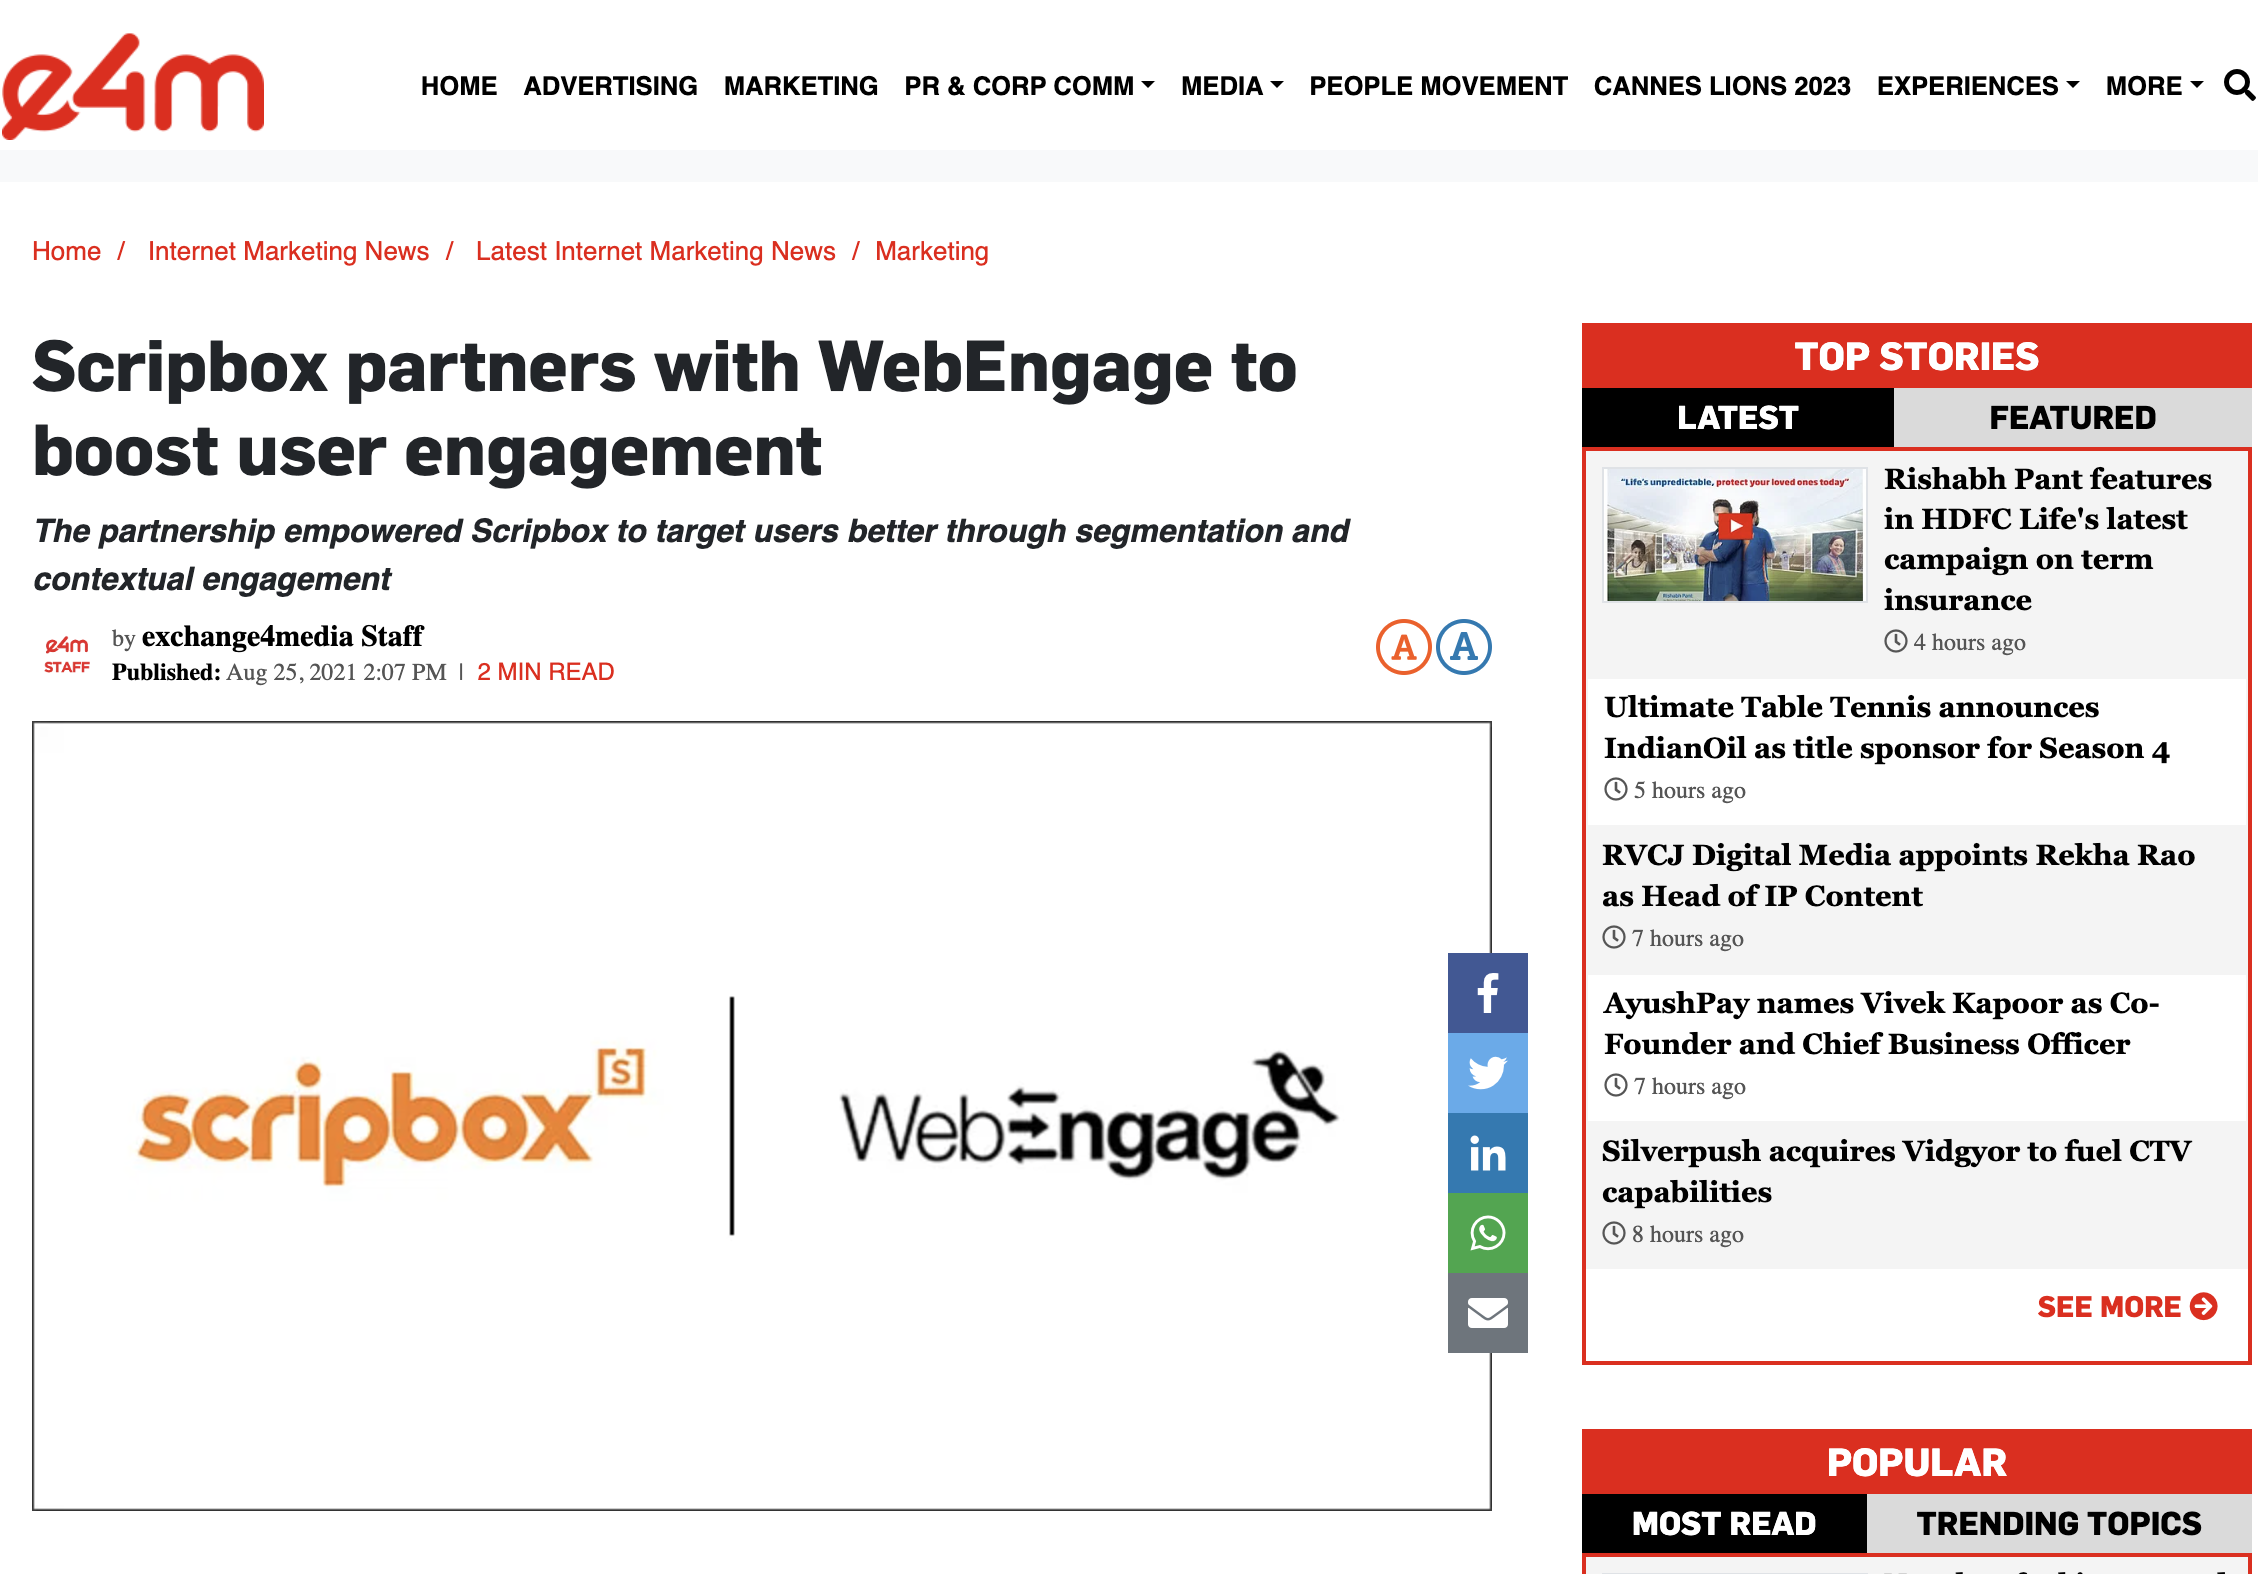 e4m
HOME ADVERTISING MARKETING PR & CORP COMM MEDIA PEOPLE MOVEMENT CANNES LIONS 2023 EXPERIENCES MORE
Home / Internet Marketing News / Latest Internet Marketing News / Marketing
Scripbox partners with WebEngage to
boost user engagement
The partnership empowered Scripbox to target users better through segmentation and
contextual engagement
e4m
STAFF
by exchange4media Staff
Published: Aug 25, 2021 2:07 PM | 2 MIN READ
A A
scripbox [S]
WebEngage
f
in
TOP STORIES
LATEST FEATURED
"Life's unpredictable, protect your loved ones today"
Rishabh Pant
Rishabh Pant features
in HDFC Life's latest
campaign on term
insurance
4 hours ago
Ultimate Table Tennis announces
IndianOil as title sponsor for Season 4
5 hours ago
RVCJ Digital Media appoints Rekha Rao
as Head of IP Content
7 hours ago
AyushPay names Vivek Kapoor as Co-
Founder and Chief Business Officer
7 hours ago
Silverpush acquires Vidgyor to fuel CTV
capabilities
8 hours ago
SEE MORE
POPULAR
MOST READ TRENDING TOPICS